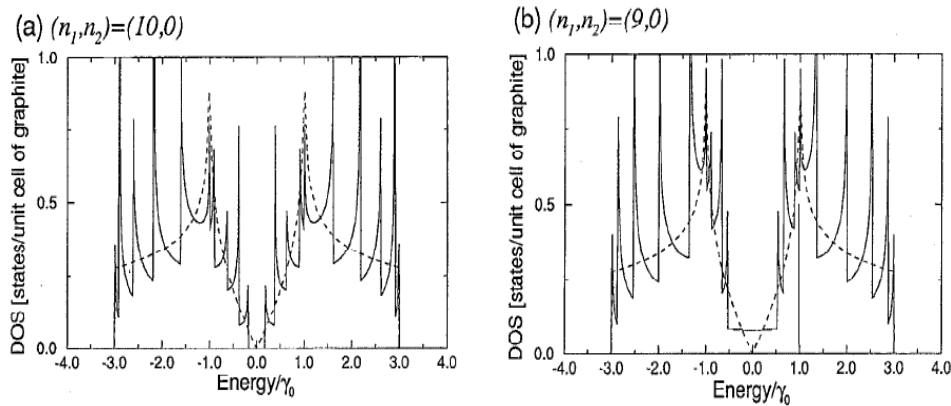 (a) (n₁,n₂)=(10,0)
DOS [states/unit cell of graphite]
1.0
0.5
0.0
-4.0 -3.0 -2.0 -1.0 0.0 1.0 2.0 3.0 4.0
Energy/γ₀
(b) (n₁,n₂)=(9,0)
DOS [states/unit cell of graphite]
1.0
0.5
0.0
-4.0 -3.0 -2.0 -1.0 0.0 1.0 2.0 3.0 4.0
Energy/γ₀